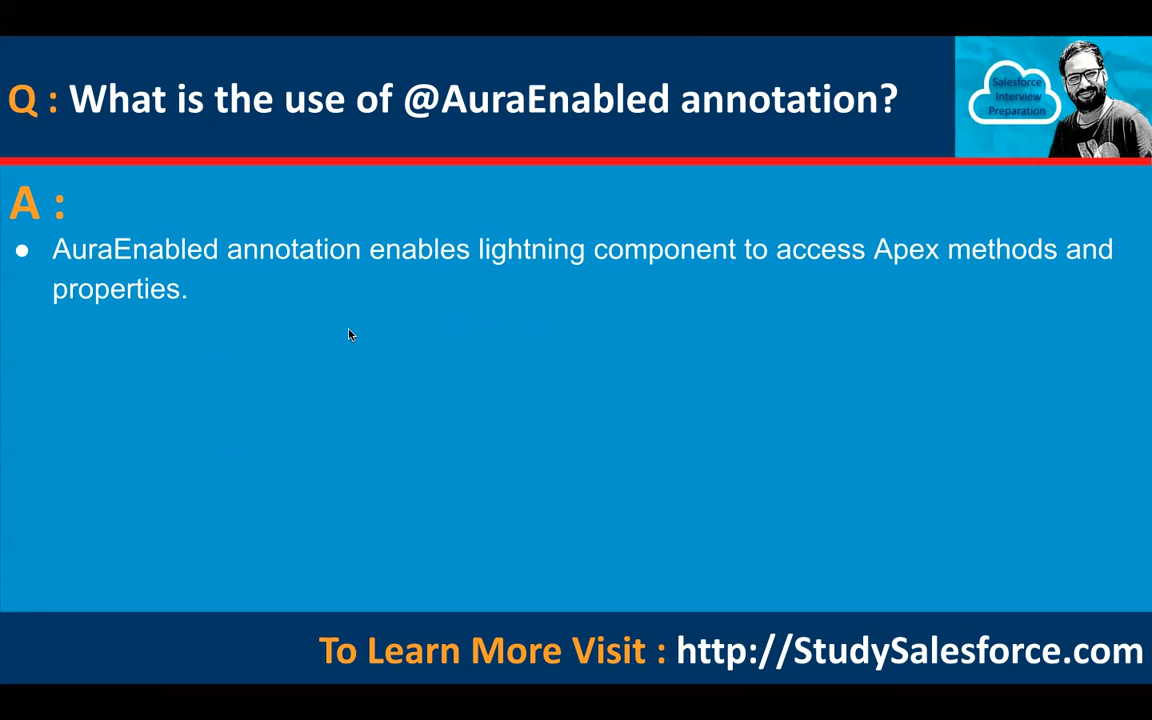 Q : What is the use of @AuraEnabled annotation?
Salesforce
Interview
Preparation
A :
● AuraEnabled annotation enables lightning component to access Apex methods and
properties.
To Learn More Visit : http://StudySalesforce.com